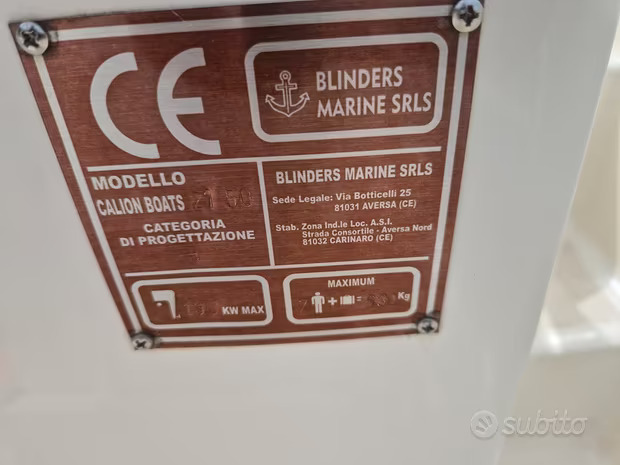 CE
BLINDERS
MARINE SRLS
MODELLO
CALION BOATS
CATEGORIA
DI PROGETTAZIONE
BLINDERS MARINE SRLS
Sede Legale: Via Botticelli 25
81031 AVERSA (CE)
Stab. Zona Ind.le Loc. A.S.I.
Strada Consortile - Aversa Nord
81032 CARINARO (CE)
KW MAX
MAXIMUM
+ = Kg
subito